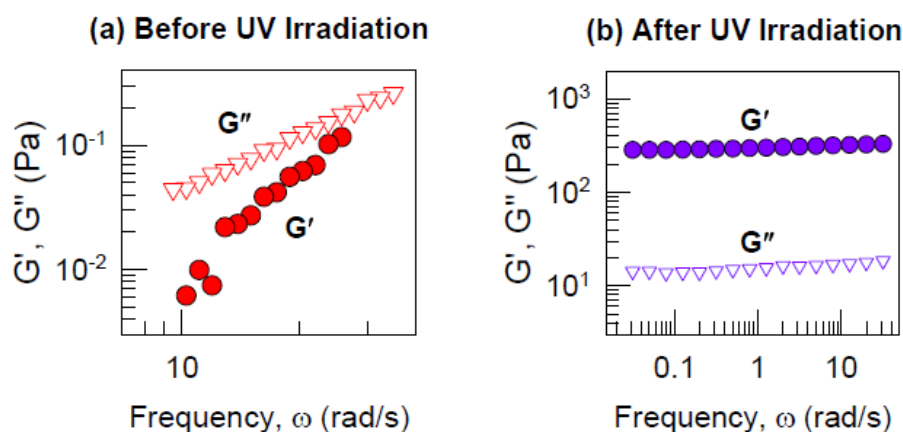 (a) Before UV Irradiation
G', G'' (Pa)
10⁻¹
10⁻²
G″
G′
10
Frequency, ω (rad/s)
(b) After UV Irradiation
G', G'' (Pa)
10³
10²
10¹
G′
G″
0.1 1 10
Frequency, ω (rad/s)